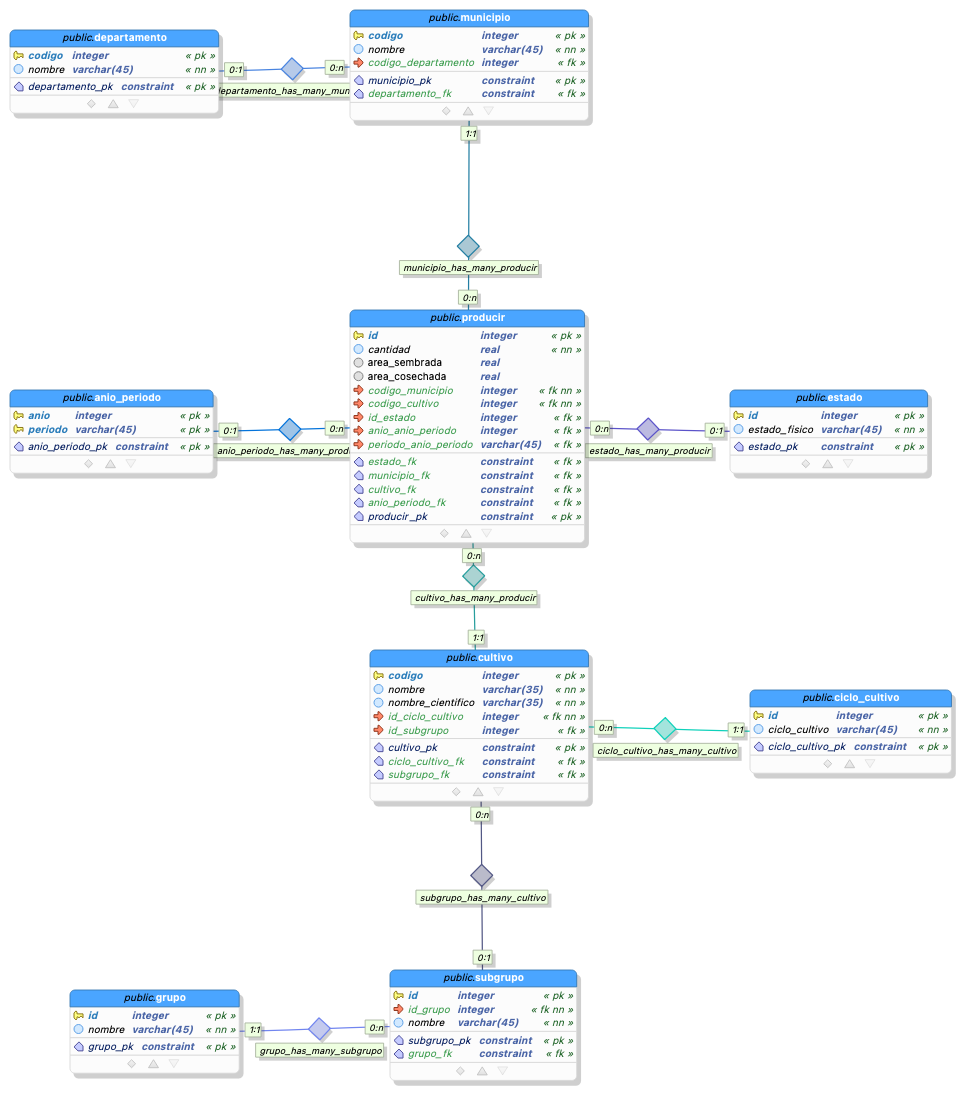 public.departamento
codigo integer « pk »
nombre varchar(45) « nn »
departamento_pk constraint « pk »
0:1
0:n
departamento_has_many_mun
public.municipio
codigo integer « pk »
nombre varchar(45) « nn »
codigo_departamento integer « fk »
municipio_pk constraint « pk »
departamento_fk constraint « fk »
1:1
municipio_has_many_producir
0:n
public.producir
id integer « pk »
cantidad real « nn »
area_sembrada real
area_cosechada real
codigo_municipio integer « fk nn »
codigo_cultivo integer « fk nn »
id_estado integer « fk »
anio_anio_periodo integer « fk »
periodo_anio_periodo varchar(45) « fk »
estado_fk constraint « fk »
municipio_fk constraint « fk »
cultivo_fk constraint « fk »
anio_periodo_fk constraint « fk »
producir_pk constraint « pk »
public.anio_periodo
anio integer « pk »
periodo varchar(45) « pk »
anio_periodo_pk constraint « pk »
0:1
0:n
anio_periodo_has_many_prod
0:n
0:1
estado_has_many_producir
public.estado
id integer « pk »
estado_fisico varchar(45) « nn »
estado_pk constraint « pk »
0:n
cultivo_has_many_producir
1:1
public.cultivo
codigo integer « pk »
nombre varchar(35) « nn »
nombre_cientifico varchar(35) « nn »
id_ciclo_cultivo integer « fk nn »
id_subgrupo integer « fk »
cultivo_pk constraint « pk »
ciclo_cultivo_fk constraint « fk »
subgrupo_fk constraint « fk »
0:n
1:1
ciclo_cultivo_has_many_cultivo
public.ciclo_cultivo
id integer « pk »
ciclo_cultivo varchar(45) « nn »
ciclo_cultivo_pk constraint « pk »
0:n
subgrupo_has_many_cultivo
0:1
public.subgrupo
id integer « pk »
id_grupo integer « fk nn »
nombre varchar(45) « nn »
subgrupo_pk constraint « pk »
grupo_fk constraint « fk »
public.grupo
id integer « pk »
nombre varchar(45) « nn »
grupo_pk constraint « pk »
1:1
0:n
grupo_has_many_subgrupo